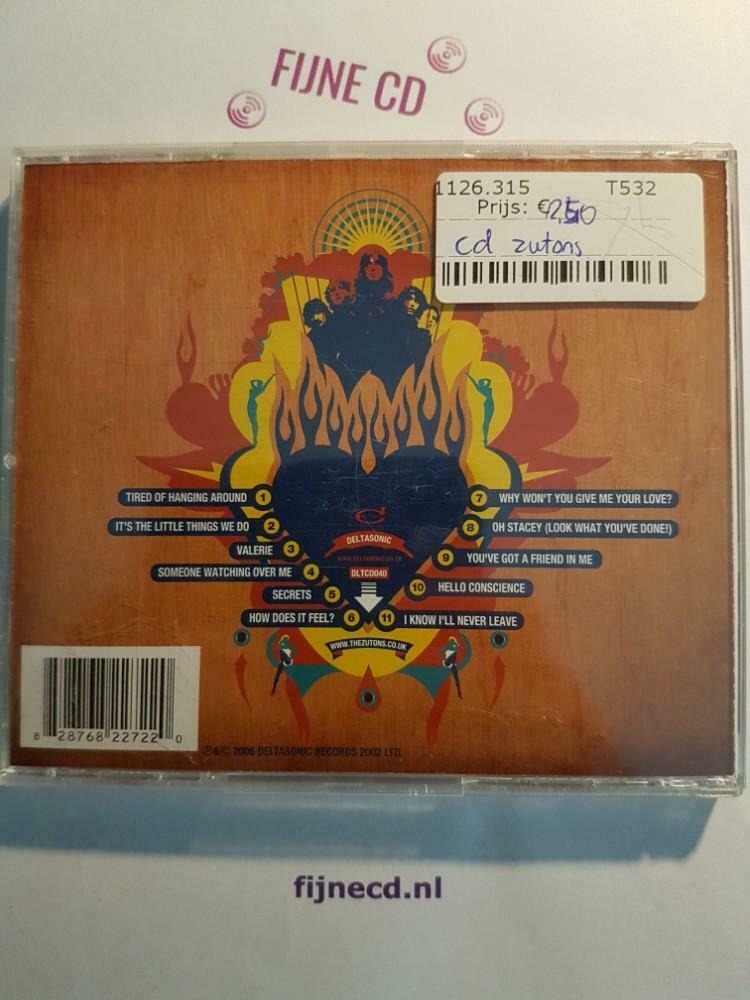 FIJNE CD
1126.315 T532
Prijs: €
cd zutons
TIRED OF HANGING AROUND 1
IT'S THE LITTLE THINGS WE DO 2
VALERIE 3
SOMEONE WATCHING OVER ME 4
SECRETS 5
HOW DOES IT FEEL? 6
7 WHY WON'T YOU GIVE ME YOUR LOVE?
8 OH STACEY (LOOK WHAT YOU'VE DONE!)
9 YOU'VE GOT A FRIEND IN ME
10 HELLO CONSCIENCE
11 I KNOW I'LL NEVER LEAVE
DELTASONIC
WWW.DELTASONIC.CO.UK
DLTCD040
WWW.THEZUTONS.CO.UK
8 28768 22722 0
℗&© 2006 DELTASONIC RECORDS 2002 LTD.
fijnecd.nl